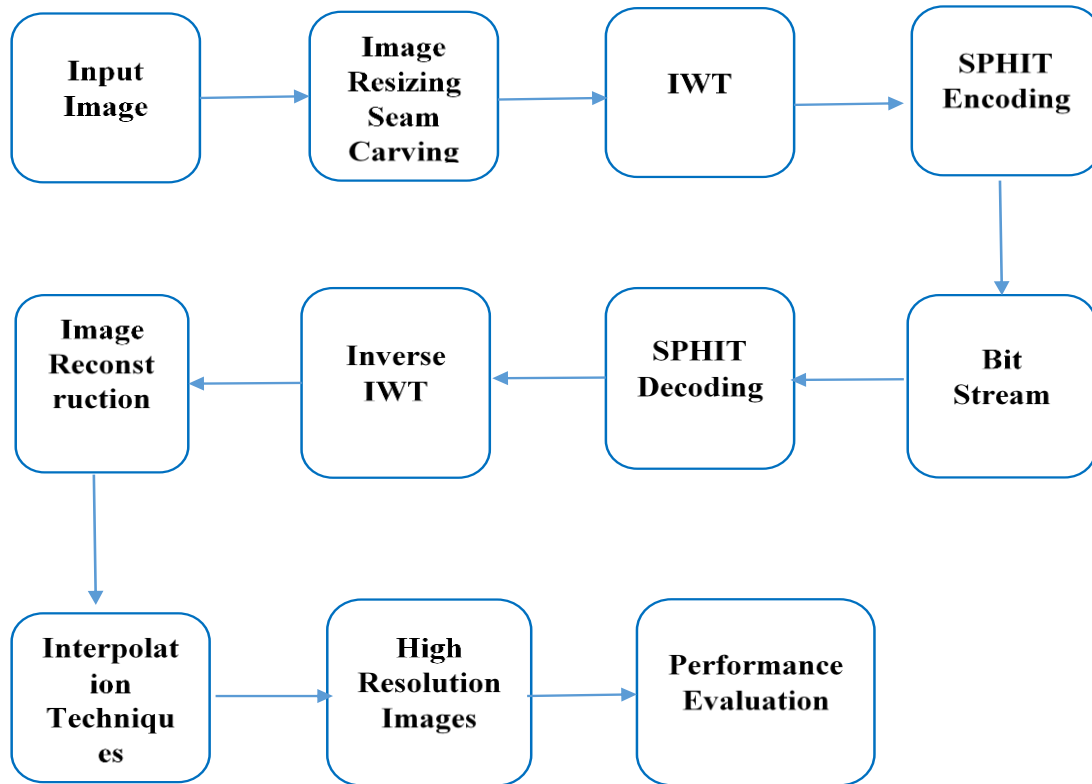 Input
Image
Image
Resizing
Seam
Carving
IWT
SPHIT
Encoding
Image
Reconst
ruction
Inverse
IWT
SPHIT
Decoding
Bit
Stream
Interpolat
ion
Techniqu
es
High
Resolution
Images
Performance
Evaluation